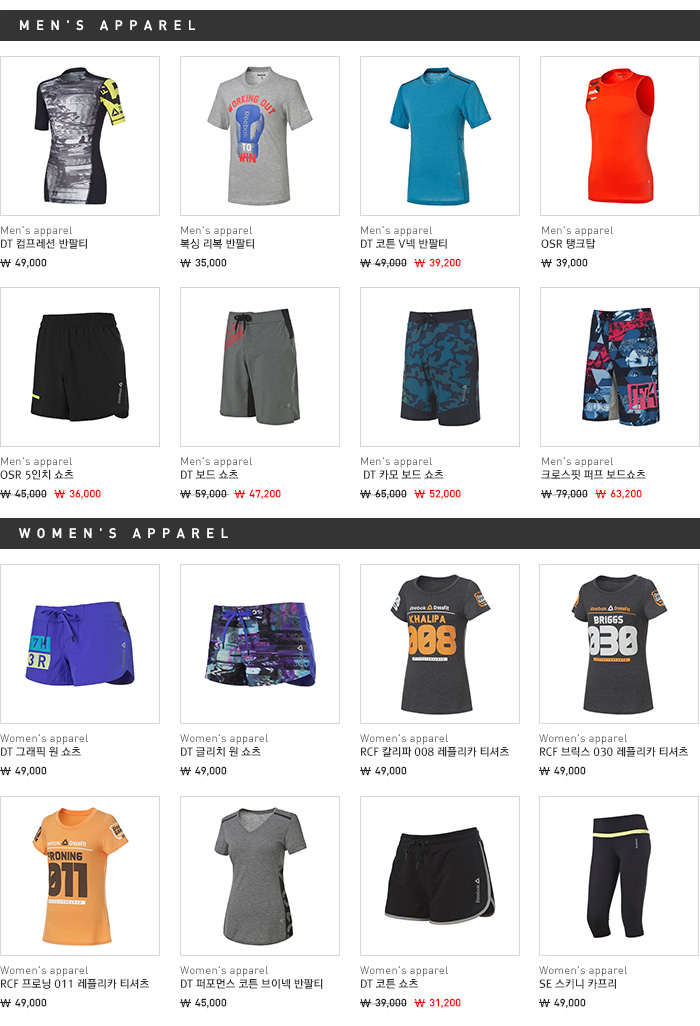 MEN'S APPAREL
WORKING OUT
Reebok
TO
WIN
Men's apparel
DT 컴프레션 반팔티
₩ 49,000
Men's apparel
복싱 리복 반팔티
₩ 35,000
Men's apparel
DT 코튼 V넥 반팔티
₩ 49,000 ₩ 39,200
Men's apparel
OSR 탱크탑
₩ 39,000
Men's apparel
OSR 5인치 쇼츠
₩ 45,000 ₩ 36,000
Men's apparel
DT 보드 쇼츠
₩ 59,000 ₩ 47,200
Men's apparel
DT 카모 보드 쇼츠
₩ 65,000 ₩ 52,000
Men's apparel
크로스핏 퍼프 보드쇼츠
₩ 79,000 ₩ 63,200
WOMEN'S APPAREL
3R
Reebok CrossFit
KHALIPA
008
Reebok CrossFit
BRIGGS
030
Women's apparel
DT 그래픽 원 쇼츠
₩ 49,000
Women's apparel
DT 글리치 원 쇼츠
₩ 49,000
Women's apparel
RCF 칼리파 008 레플리카 티셔츠
₩ 49,000
Women's apparel
RCF 브릭스 030 레플리카 티셔츠
₩ 49,000
Reebok CrossFit
FRONING
011
Reebok
Women's apparel
RCF 프로닝 011 레플리카 티셔츠
₩ 49,000
Women's apparel
DT 퍼포먼스 코튼 브이넥 반팔티
₩ 45,000
Women's apparel
DT 코튼 쇼츠
₩ 39,000 ₩ 31,200
Women's apparel
SE 스키니 카프리
₩ 49,000